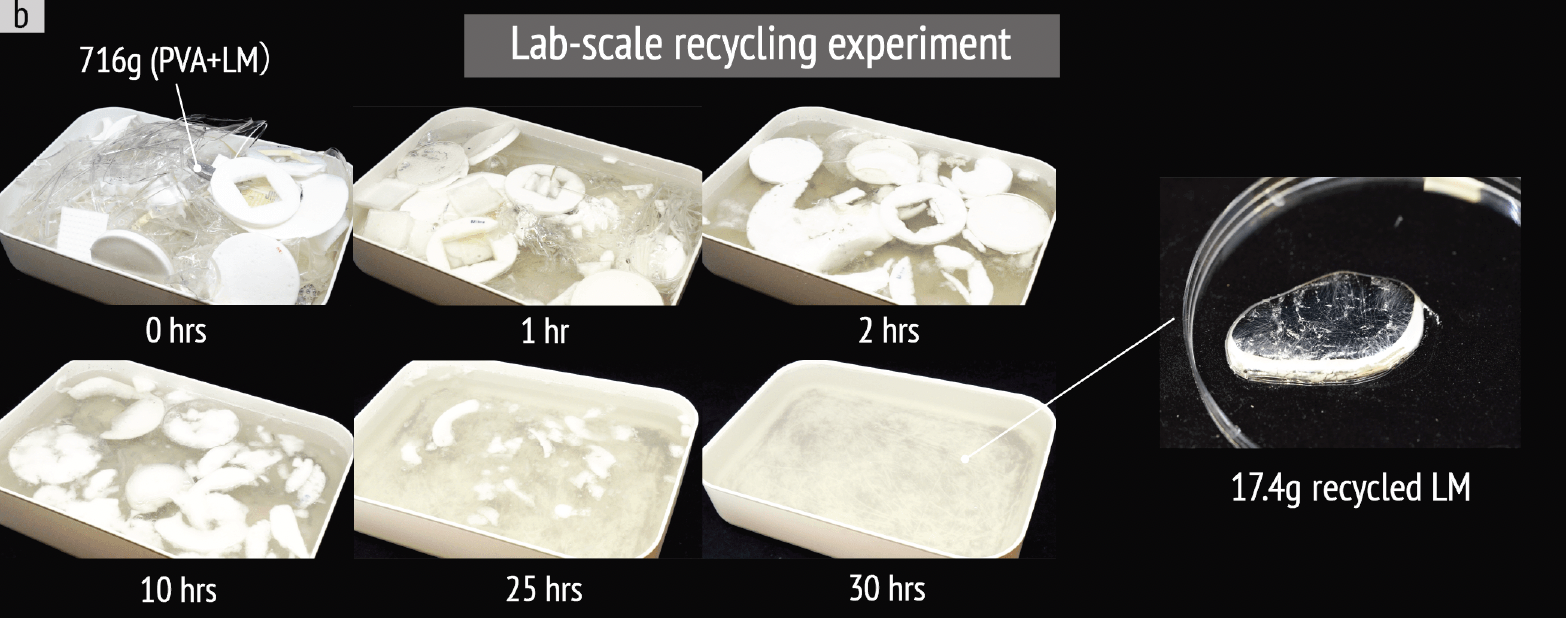 b
Lab-scale recycling experiment
716g (PVA+LM)
0 hrs
1 hr
2 hrs
10 hrs
25 hrs
30 hrs
17.4g recycled LM